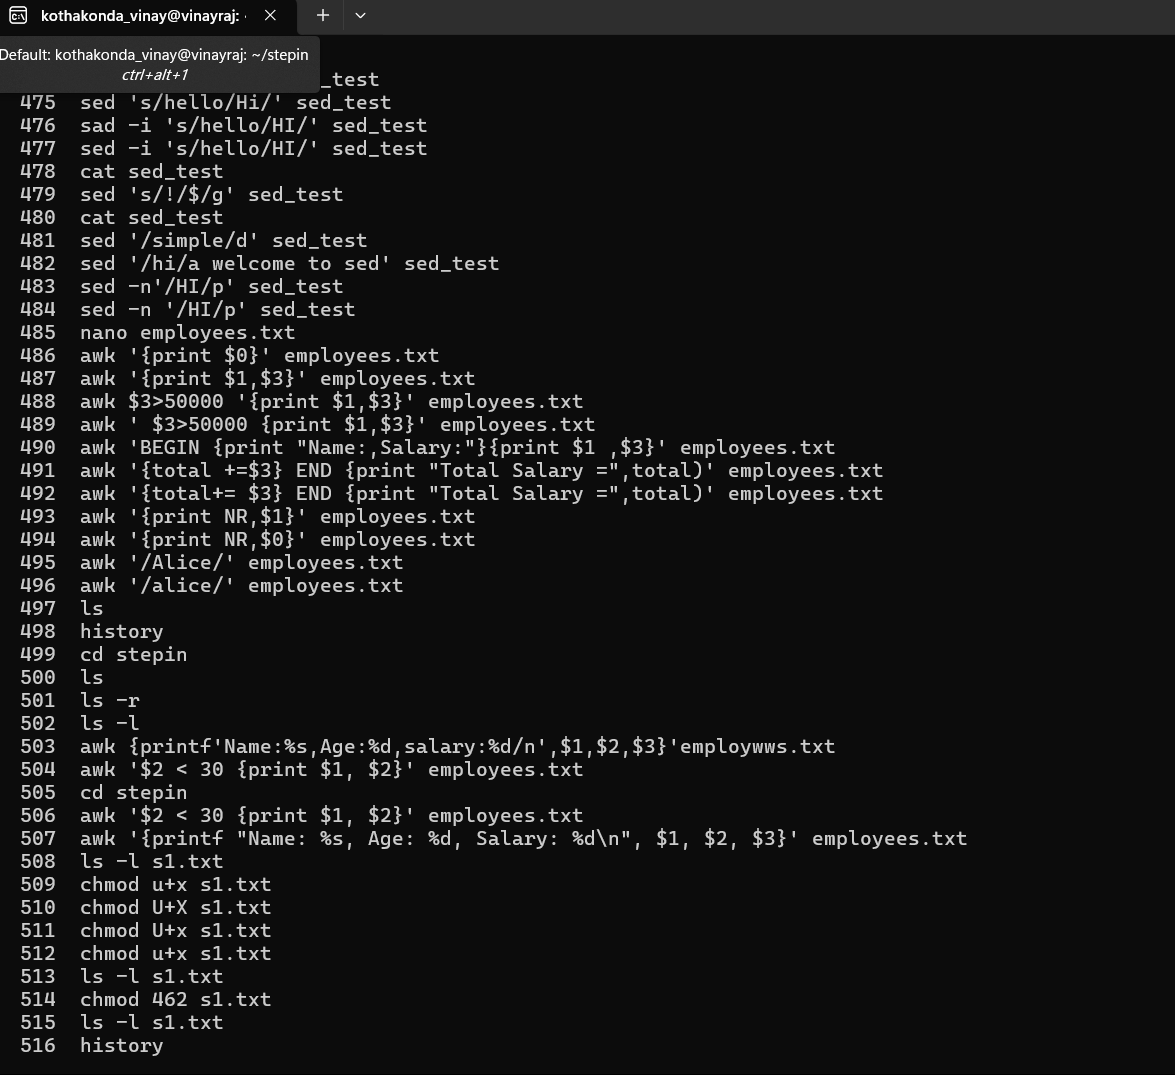 kothakonda_vinay@vinayraj: ~
Default: kothakonda_vinay@vinayraj: ~/stepin
ctrl+alt+1
_test
475 sed 's/hello/Hi/' sed_test
476 sad -i 's/hello/HI/' sed_test
477 sed -i 's/hello/HI/' sed_test
478 cat sed_test
479 sed 's/!/$/g' sed_test
480 cat sed_test
481 sed '/simple/d' sed_test
482 sed '/hi/a welcome to sed' sed_test
483 sed -n'/HI/p' sed_test
484 sed -n '/HI/p' sed_test
485 nano employees.txt
486 awk '{print $0}' employees.txt
487 awk '{print $1,$3}' employees.txt
488 awk $3>50000 '{print $1,$3}' employees.txt
489 awk ' $3>50000 {print $1,$3}' employees.txt
490 awk 'BEGIN {print "Name:,Salary:"}{print $1 ,$3}' employees.txt
491 awk '{total +=$3} END {print "Total Salary =",total)' employees.txt
492 awk '{total+= $3} END {print "Total Salary =",total)' employees.txt
493 awk '{print NR,$1}' employees.txt
494 awk '{print NR,$0}' employees.txt
495 awk '/Alice/' employees.txt
496 awk '/alice/' employees.txt
497 ls
498 history
499 cd stepin
500 ls
501 ls -r
502 ls -l
503 awk {printf'Name:%s,Age:%d,salary:%d/n',$1,$2,$3}'employwws.txt
504 awk '$2 < 30 {print $1, $2}' employees.txt
505 cd stepin
506 awk '$2 < 30 {print $1, $2}' employees.txt
507 awk '{printf "Name: %s, Age: %d, Salary: %d\n", $1, $2, $3}' employees.txt
508 ls -l s1.txt
509 chmod u+x s1.txt
510 chmod U+X s1.txt
511 chmod U+x s1.txt
512 chmod u+x s1.txt
513 ls -l s1.txt
514 chmod 462 s1.txt
515 ls -l s1.txt
516 history